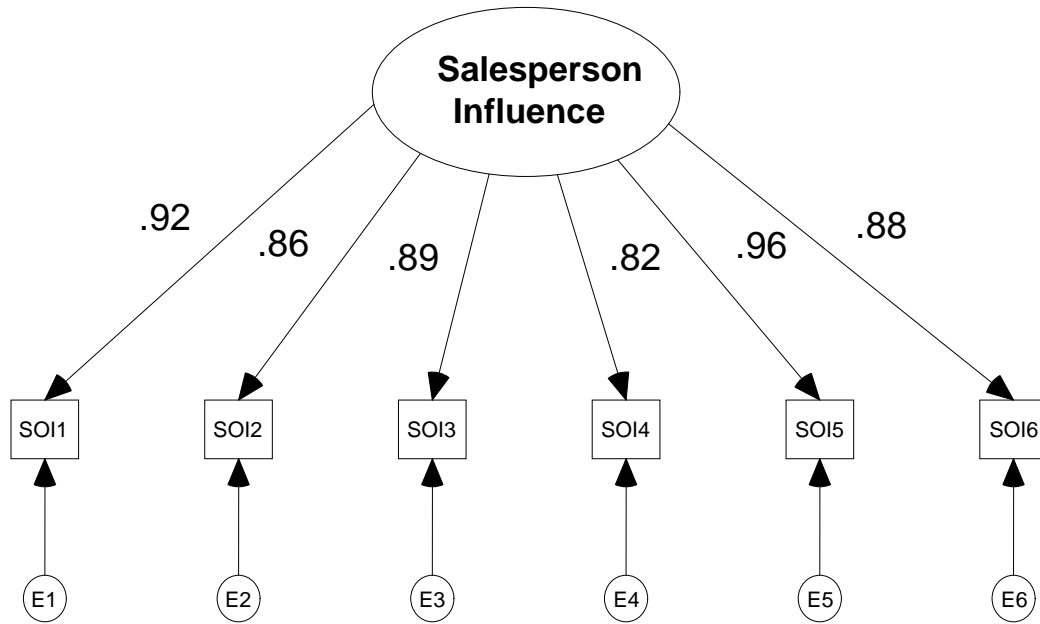 Salesperson
Influence
.92
.86
.89
.82
.96
.88
SOI1
SOI2
SOI3
SOI4
SOI5
SOI6
E1
E2
E3
E4
E5
E6